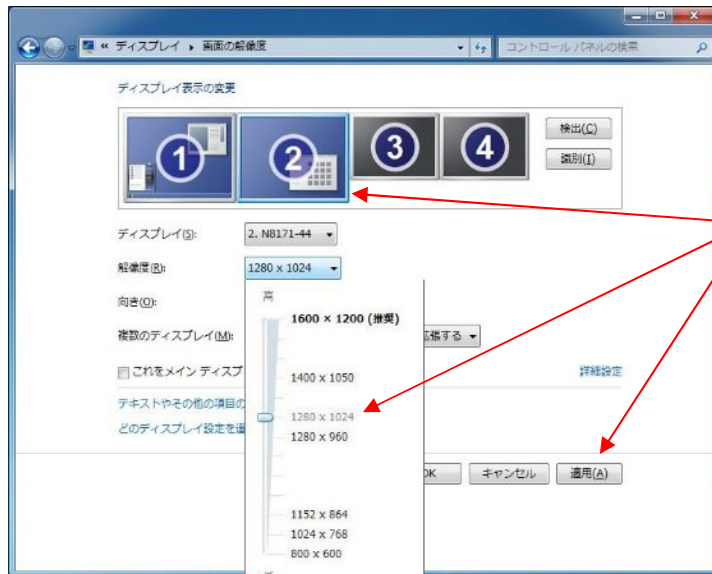 « ディスプレイ ▸ 画面の解像度
コントロール パネルの検索
ディスプレイ表示の変更
1
2
3
4
検出(C)
識別(I)
ディスプレイ(S):
2. N8171-44
解像度(R):
1280 x 1024
向き(O):
高
1600 × 1200 (推奨)
複数のディスプレイ(M):
張する
これをメイン ディスプ
1400 x 1050
詳細設定
テキストやその他の項目の
1280 x 1024
どのディスプレイ設定を選
1280 x 960
OK
キャンセル
適用(A)
1152 x 864
1024 x 768
800 x 600